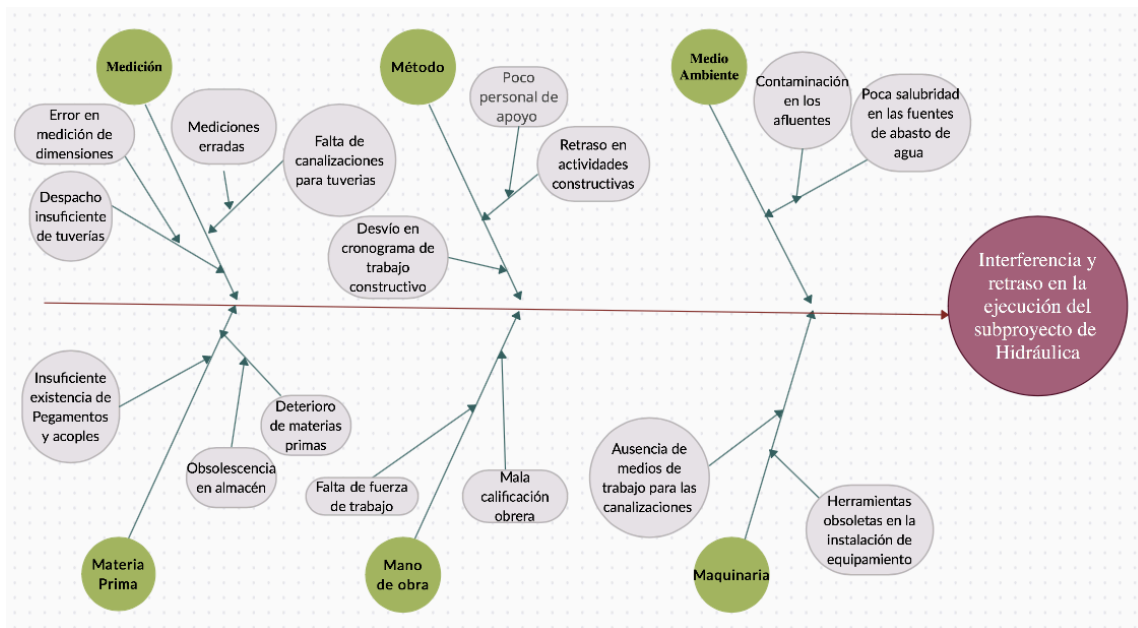 Medición
Método
Medio
Ambiente
Error en
medición de
dimensiones
Mediciones
erradas
Falta de
canalizaciones
para tuverias
Despacho
insuficiente
de tuverías
Poco
personal de
apoyo
Retraso en
actividades
constructivas
Desvío en
cronograma de
trabajo
constructivo
Contaminación
en los
afluentes
Poca salubridad
en las fuentes
de abasto de
agua
Interferencia y
retraso en la
ejecución del
subproyecto de
Hidráulica
Insuficiente
existencia de
Pegamentos
y acoples
Deterioro
de materias
primas
Obsolescencia
en almacén
Falta de fuerza
de trabajo
Mala
calificación
obrera
Ausencia de
medios de
trabajo para las
canalizaciones
Herramientas
obsoletas en la
instalación de
equipamiento
Materia
Prima
Mano
de obra
Maquinaria